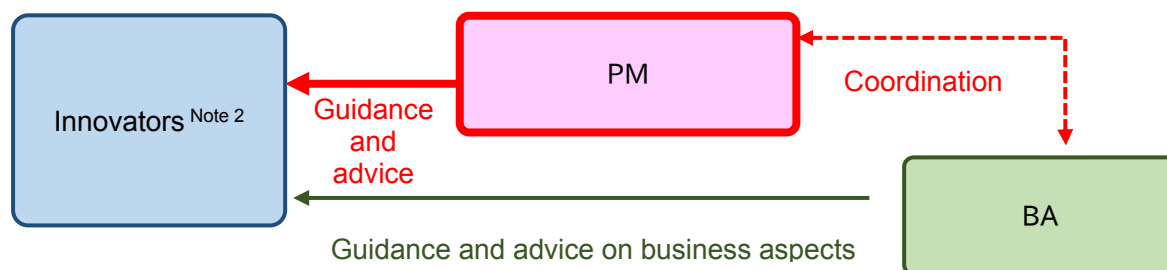 PM
Coordination
Innovators Note 2
Guidance
and
advice
BA
Guidance and advice on business aspects